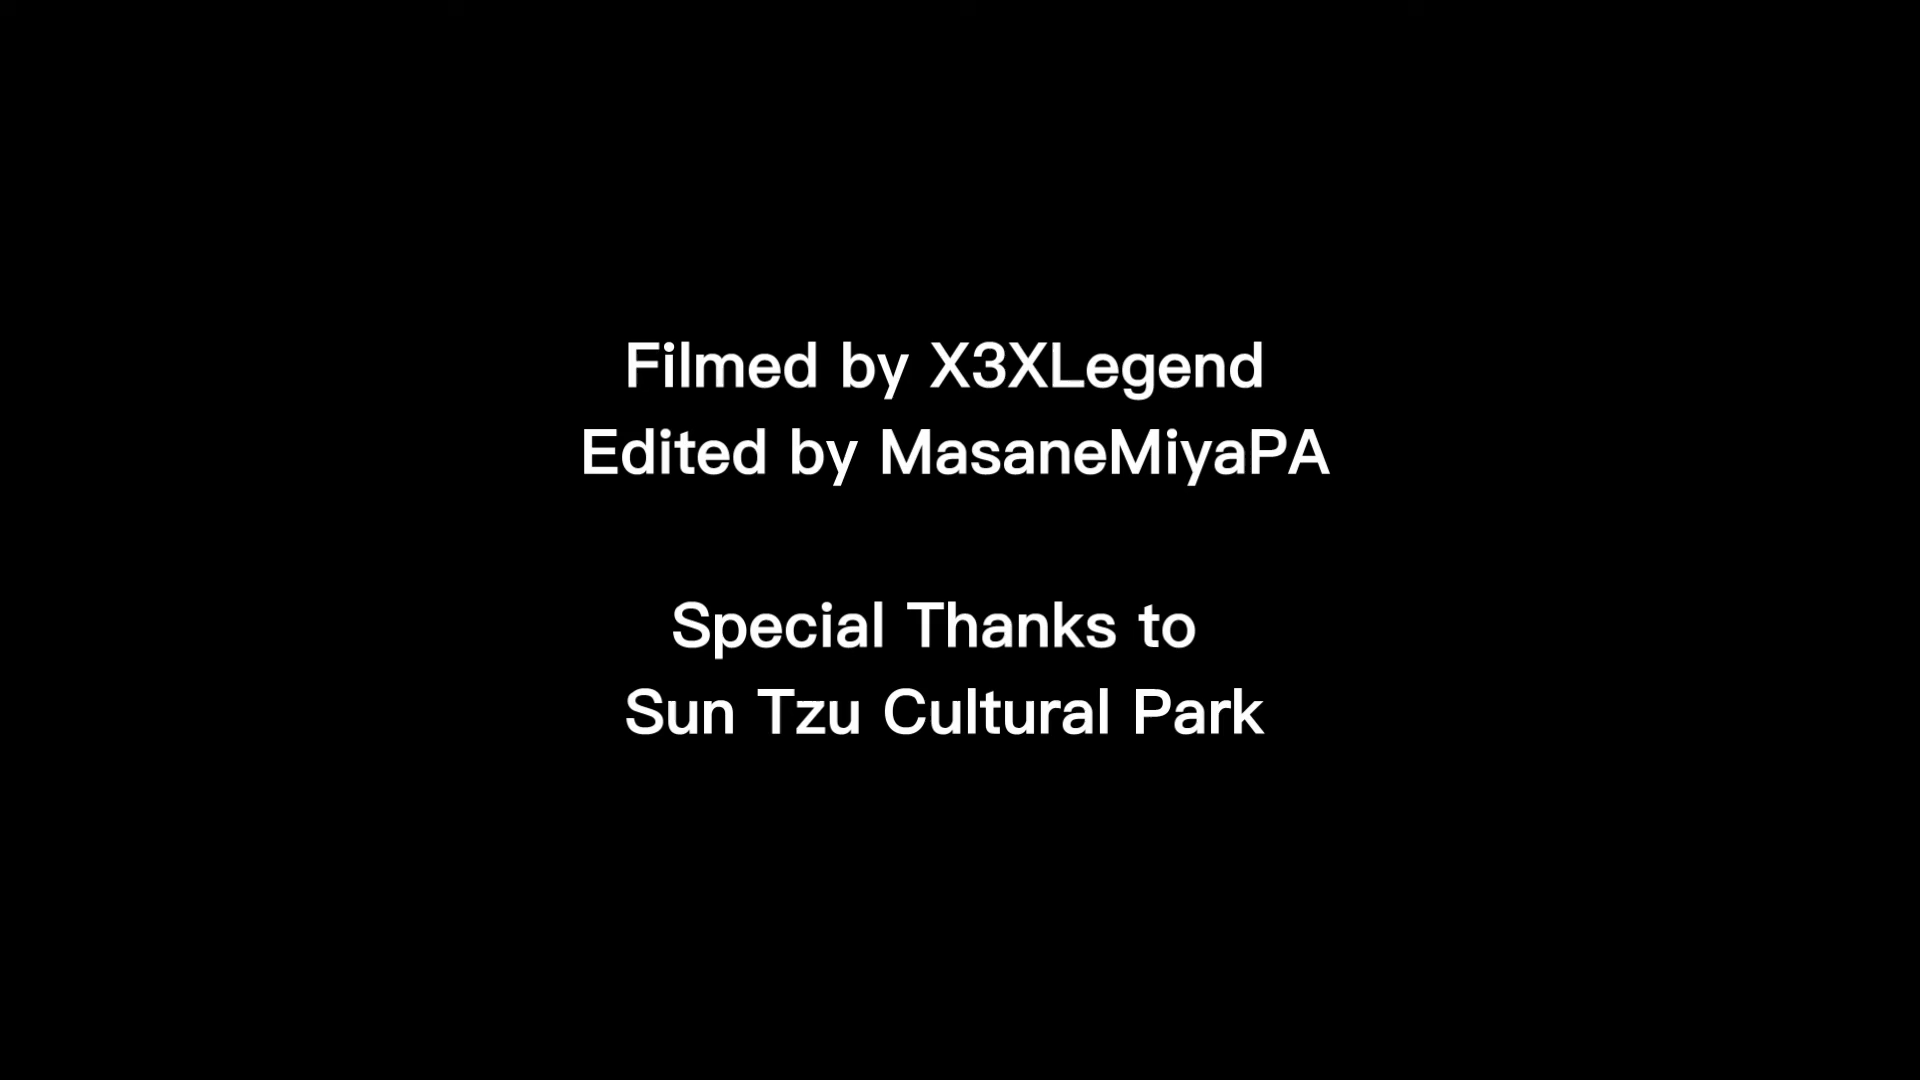 Filmed by X3XLegend
Edited by MasaneMiyaPA
Special Thanks to
Sun Tzu Cultural Park